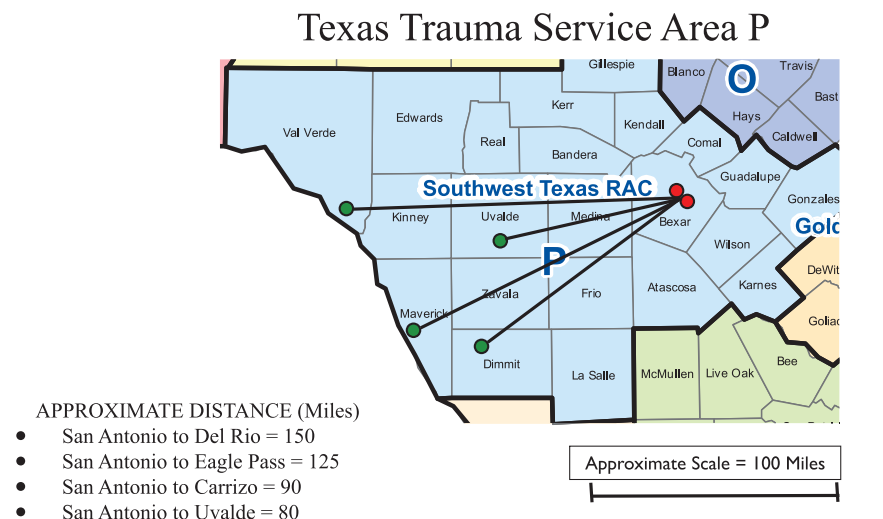 Texas Trauma Service Area P
Gillespie
Blanco
Travis
O
Bast
Hays
Caldwell
Kerr
Kendall
Comal
Edwards
Val Verde
Real
Bandera
Guadalupe
Southwest Texas RAC
Gonzales
Kinney
Uvalde
Medina
Bexar
Gold
Wilson
P
DeWit
Zavala
Frio
Atascosa
Karnes
Maverick
Goliad
Dimmit
La Salle
McMullen
Live Oak
Bee
APPROXIMATE DISTANCE (Miles)
• San Antonio to Del Rio = 150
• San Antonio to Eagle Pass = 125
• San Antonio to Carrizo = 90
• San Antonio to Uvalde = 80
Approximate Scale = 100 Miles